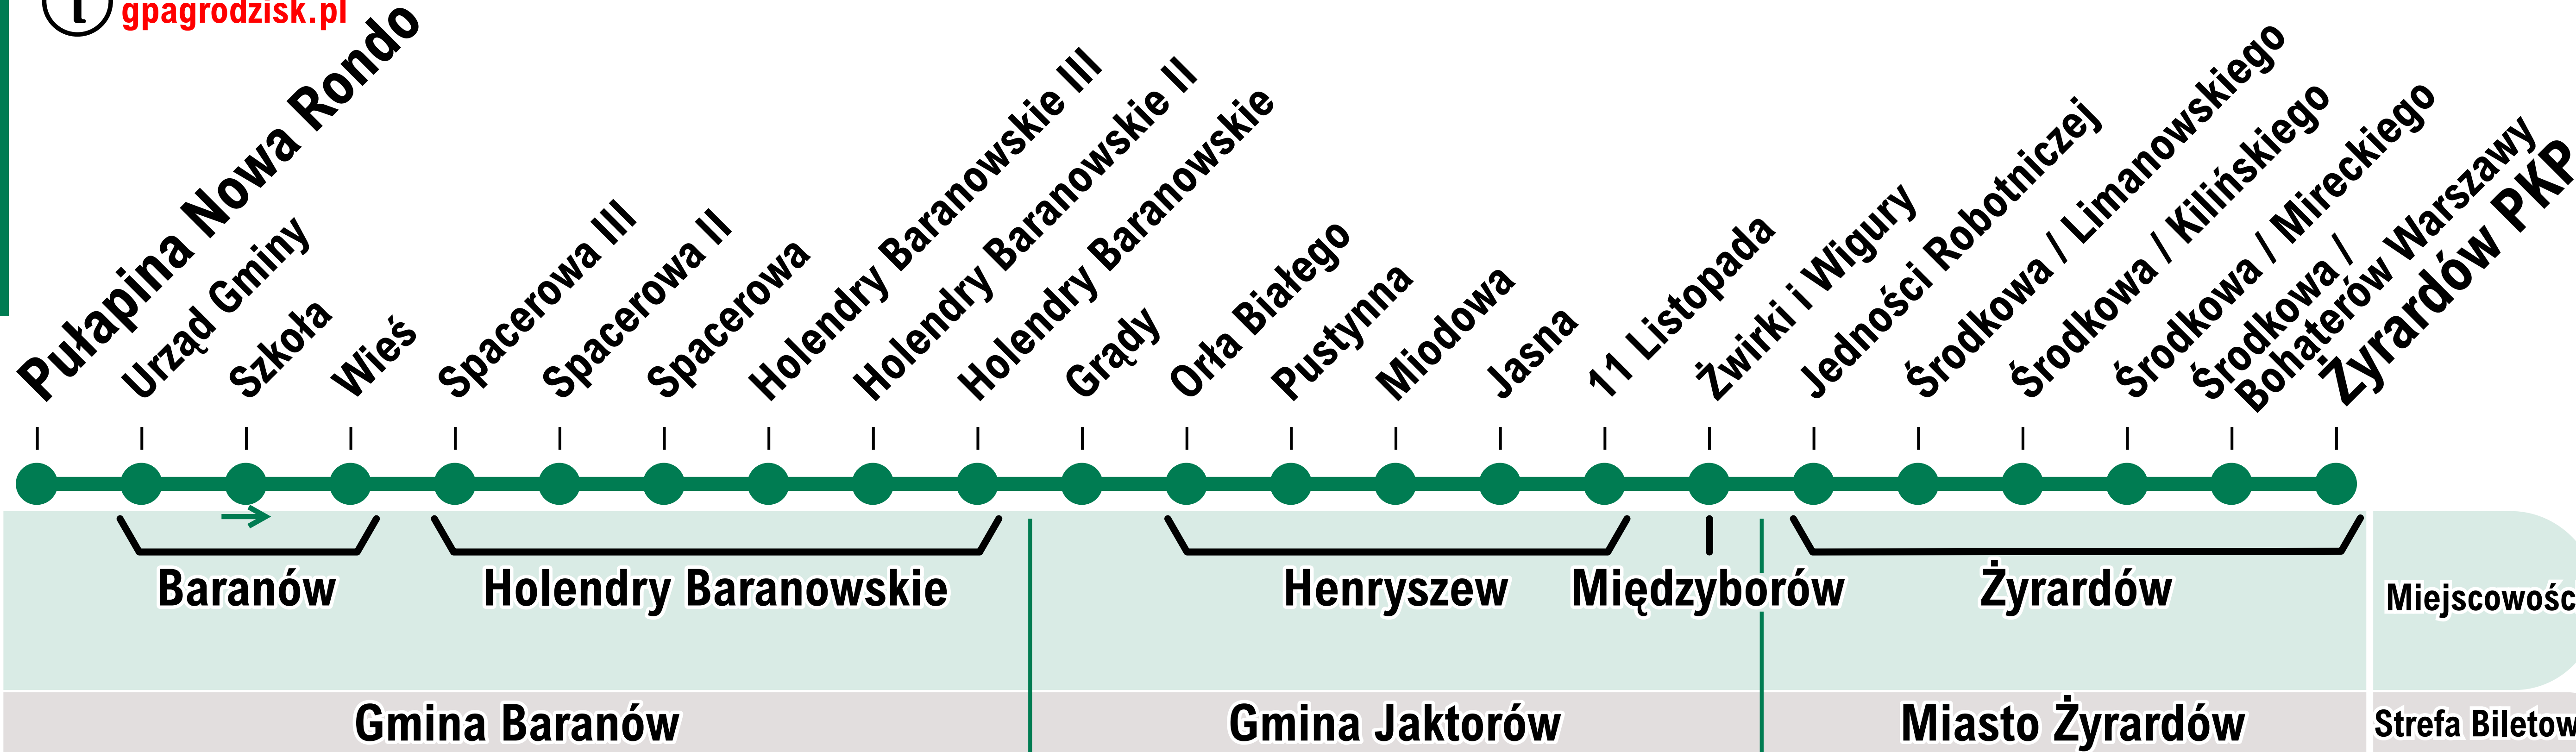 i
gpagrodzisk.pl
Pułapina Nowa Rondo
Urząd Gminy
Szkoła
Wieś
Spacerowa III
Spacerowa II
Spacerowa
Holendry Baranowskie III
Holendry Baranowskie II
Holendry Baranowskie
Grądy
Orła Białego
Pustynna
Miodowa
Jasna
11 Listopada
Żwirki i Wigury
Jedności Robotniczej
Środkowa / Limanowskiego
Środkowa / Kilińskiego
Środkowa / Mireckiego
Środkowa /
Bohaterów Warszawy
Żyrardów PKP
Baranów
Holendry Baranowskie
Henryszew
Międzyborów
Żyrardów
Miejscowośc
Gmina Baranów
Gmina Jaktorów
Miasto Żyrardów
Strefa Biletow